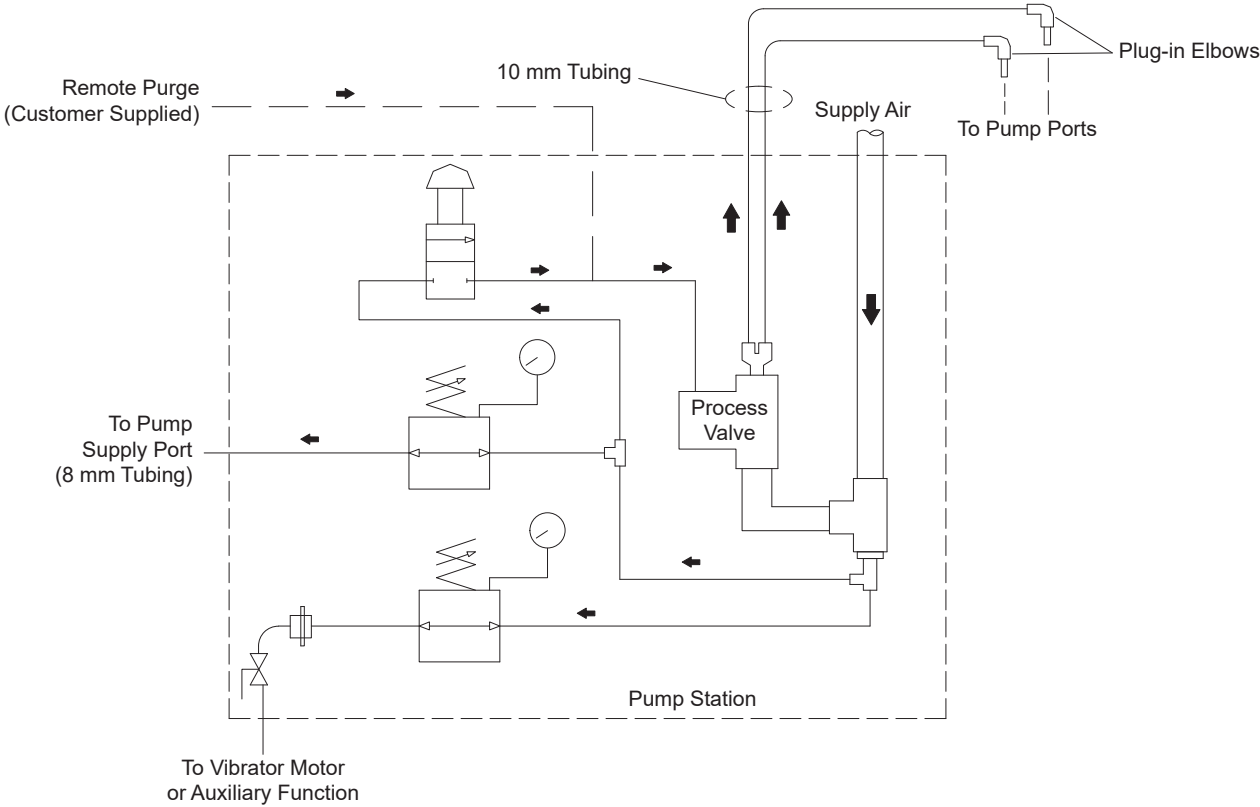 Plug-in Elbows
10 mm Tubing
Remote Purge
(Customer Supplied)
Supply Air
To Pump Ports
Process
Valve
To Pump
Supply Port
(8 mm Tubing)
Pump Station
To Vibrator Motor
or Auxiliary Function